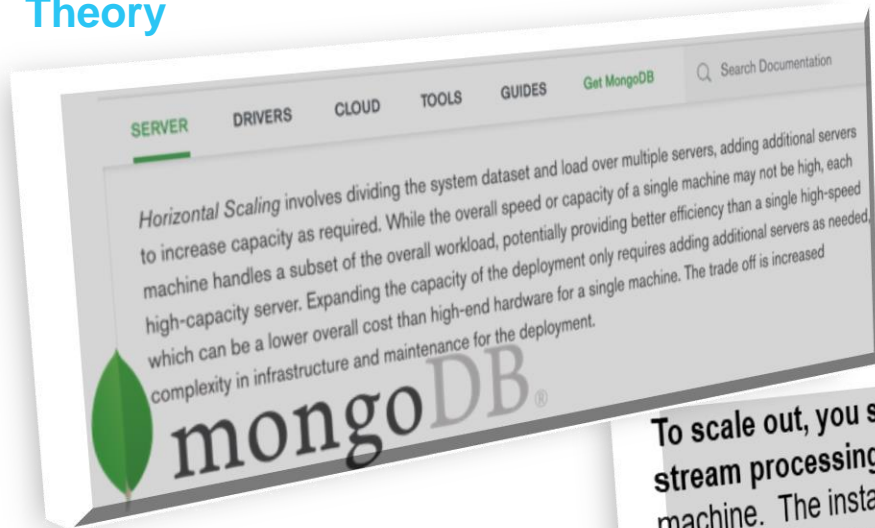 Theory
SERVER DRIVERS CLOUD TOOLS GUIDES Get MongoDB Search Documentation
Horizontal Scaling involves dividing the system dataset and load over multiple servers, adding additional servers
to increase capacity as required. While the overall speed or capacity of a single machine may not be high, each
machine handles a subset of the overall workload, potentially providing better efficiency than a single high-speed
high-capacity server. Expanding the capacity of the deployment only requires adding additional servers as needed,
which can be a lower overall cost than high-end hardware for a single machine. The trade off is increased
complexity in infrastructure and maintenance for the deployment.
mongoDB®
To scale out, you
stream processing
machine. The